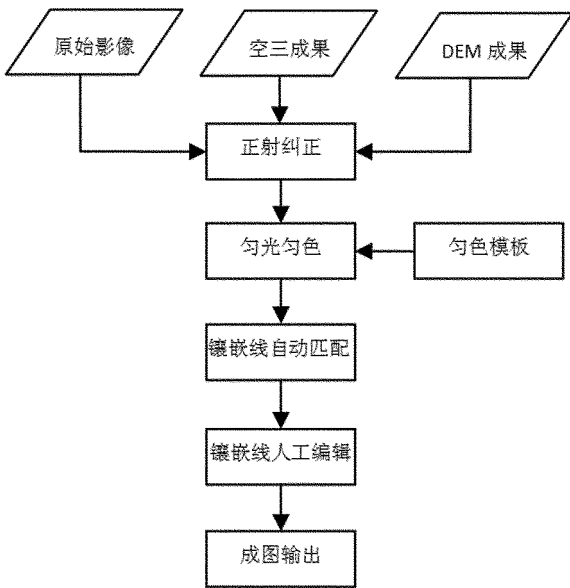 原始影像
空三成果
DEM 成果
正射纠正
匀光匀色
匀色模板
镶嵌线自动匹配
镶嵌线人工编辑
成图输出